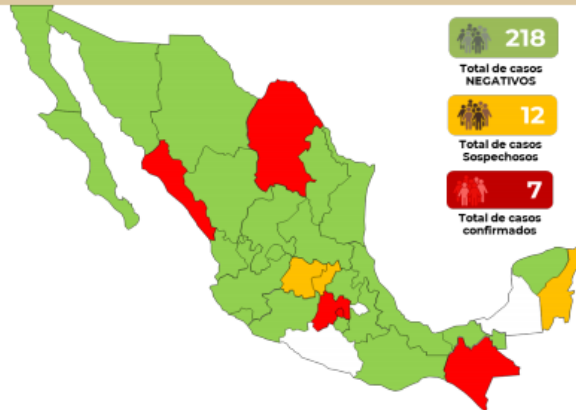 218
Total de casos
NEGATIVOS
12
Total de casos
Sospechosos
7
Total de casos
confirmados